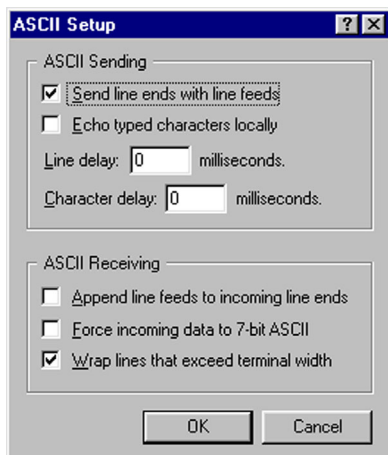 ASCII Setup
ASCII Sending
Send line ends with line feeds
Echo typed characters locally
Line delay: 0 milliseconds.
Character delay: 0 milliseconds.
ASCII Receiving
Append line feeds to incoming line ends
Force incoming data to 7-bit ASCII
Wrap lines that exceed terminal width
OK Cancel